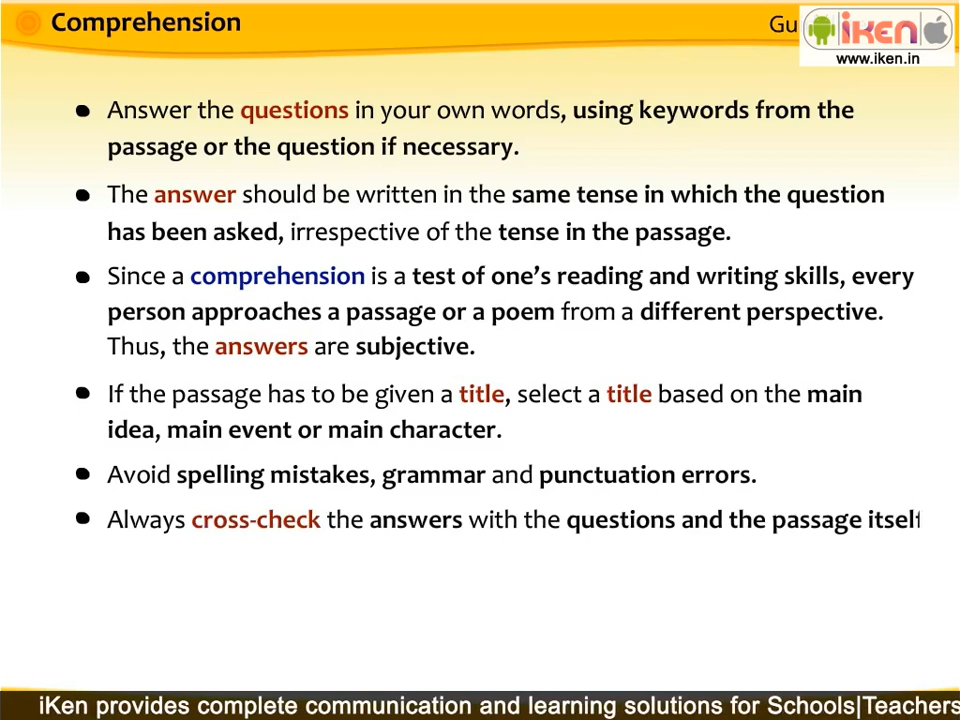 Comprehension
iken
www.iken.in
• Answer the questions in your own words, using keywords from the
passage or the question if necessary.
• The answer should be written in the same tense in which the question
has been asked, irrespective of the tense in the passage.
• Since a comprehension is a test of one's reading and writing skills, every
person approaches a passage or a poem from a different perspective.
Thus, the answers are subjective.
• If the passage has to be given a title, select a title based on the main
idea, main event or main character.
• Avoid spelling mistakes, grammar and punctuation errors.
• Always cross-check the answers with the questions and the passage itself
iKen provides complete communication and learning solutions for Schools|Teachers